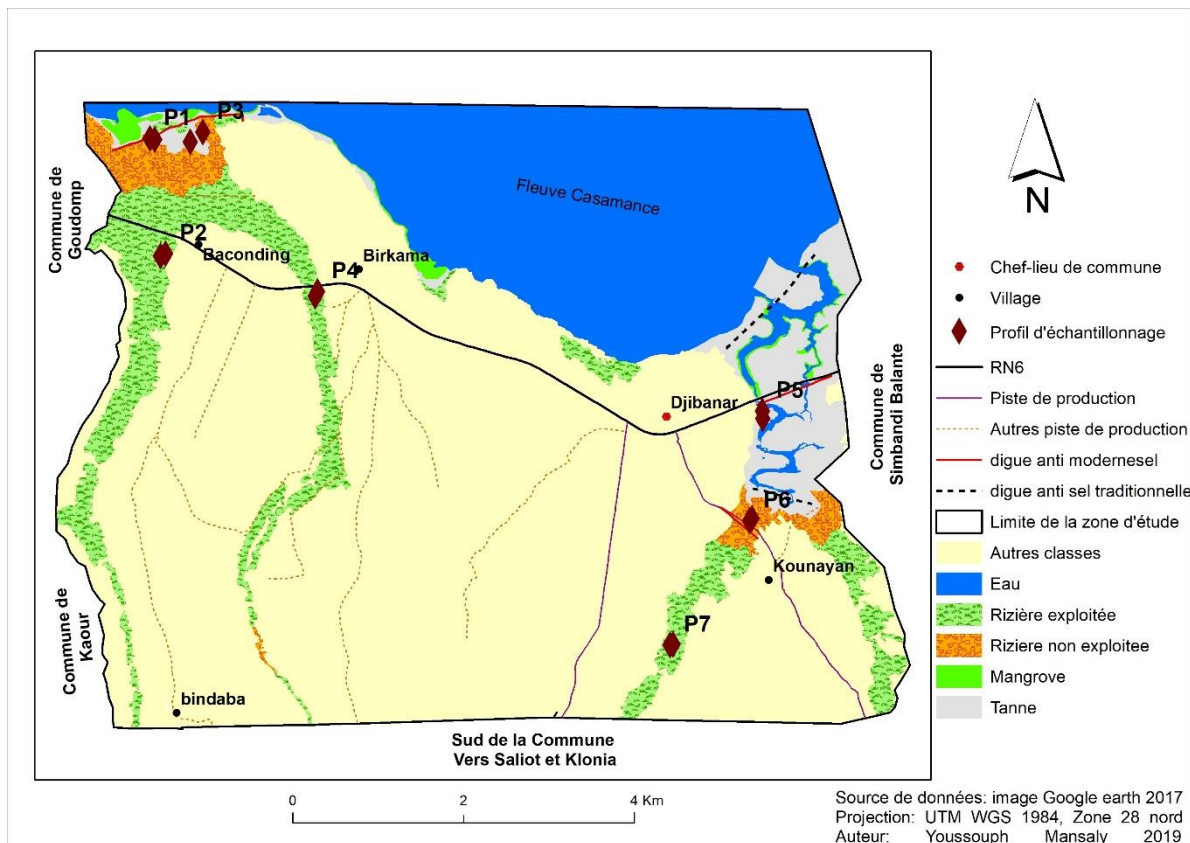 P1
P3
Fleuve Casamance
Commune de
Goudomp
P2
Baconding
P4
Birkama
Djibanar
P5
Commune de
Simbandi Balante
P6
Kounayan
P7
Commune de
Kaour
bindaba
Sud de la Commune
Vers Saliot et Klonia
0 2 4 Km
N
Chef-lieu de commune
Village
Profil d'échantillonnage
RN6
Piste de production
Autres piste de production
digue anti modernesel
digue anti sel traditionnelle
Limite de la zone d'étude
Autres classes
Eau
Rizière exploitée
Riziere non exploitee
Mangrove
Tanne
Source de données: image Google earth 2017
Projection: UTM WGS 1984, Zone 28 nord
Auteur: Youssouph Mansaly 2019